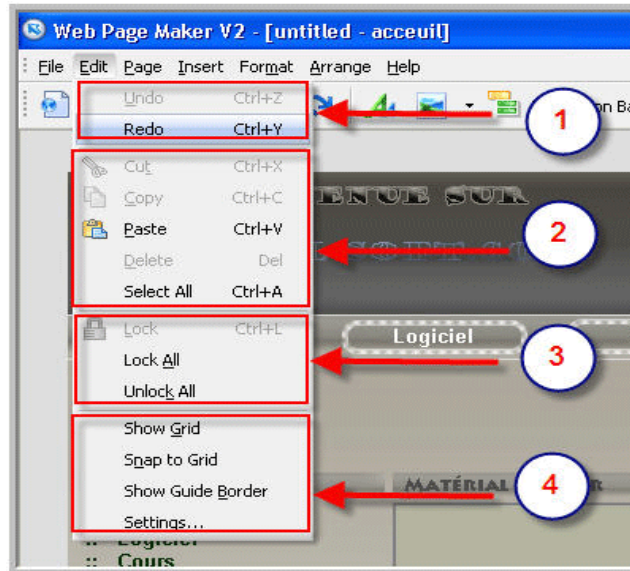 Web Page Maker V2 - [untitled - acceuil]
File Edit Page Insert Format Arrange Help
Undo Ctrl+Z
Redo Ctrl+Y
1
Cut Ctrl+X
Copy Ctrl+C
Paste Ctrl+V
Delete Del
Select All Ctrl+A
SUR
2
Lock Ctrl+L
Lock All
Unlock All
Logiciel
3
Show Grid
Snap to Grid
Show Guide Border
Settings...
MATÉRIAL
4
:: Logiciel
:: Cours